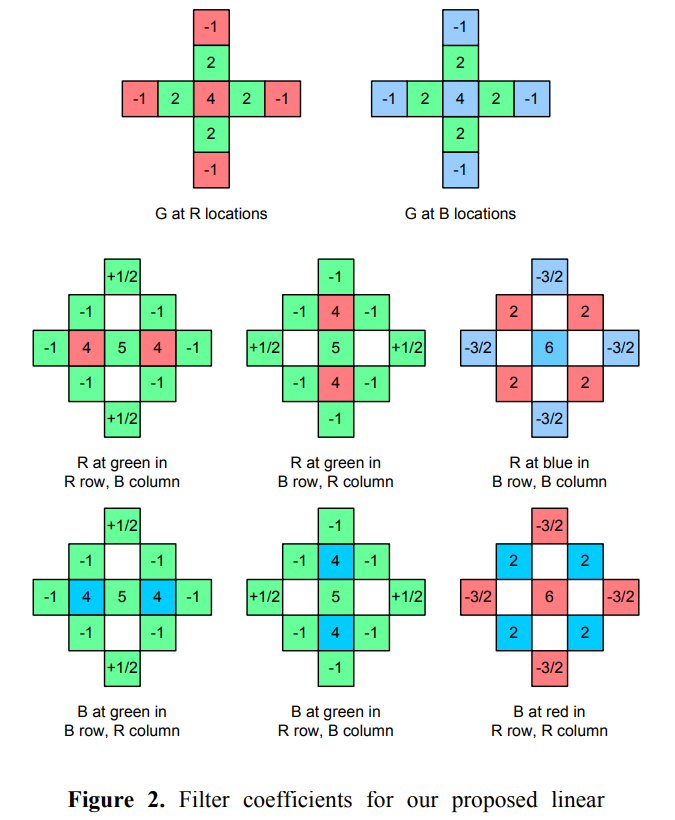 -1
2
-1 2 4 2 -1
2
-1
G at R locations
-1
2
-1 2 4 2 -1
2
-1
G at B locations
+1/2
-1 -1
-1 4 5 4 -1
-1 -1
+1/2
R at green in
R row, B column
-1
-1 4 -1
+1/2 5 +1/2
-1 4 -1
-1
R at green in
B row, R column
-3/2
2 2
-3/2 6 -3/2
2 2
-3/2
R at blue in
B row, B column
+1/2
-1 -1
-1 4 5 4 -1
-1 -1
+1/2
B at green in
B row, R column
-1
-1 4 -1
+1/2 5 +1/2
-1 4 -1
-1
B at green in
R row, B column
-3/2
2 2
-3/2 6 -3/2
2 2
-3/2
B at red in
R row, R column
Figure 2. Filter coefficients for our proposed linear